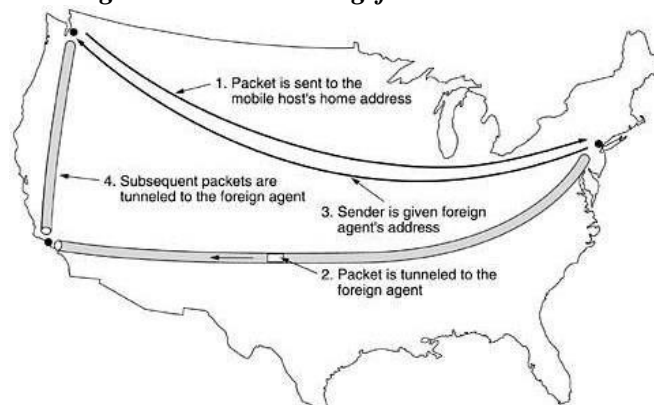 1. Packet is sent to the
mobile host's home address
4. Subsequent packets are
tunneled to the foreign agent
3. Sender is given foreign
agent's address
2. Packet is tunneled to the
foreign agent